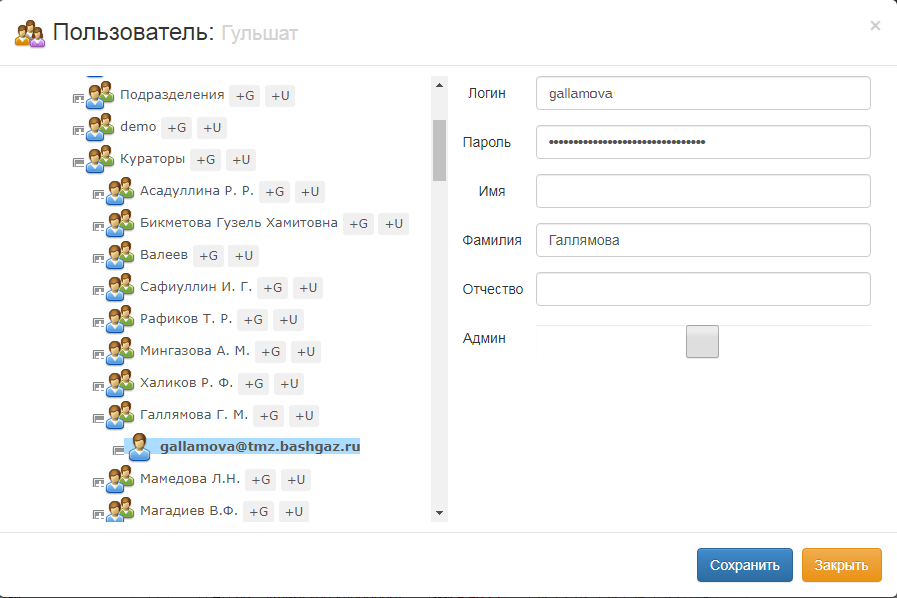 Пользователь: Гульшат ×
Подразделения +G +U
demo +G +U
Кураторы +G +U
Асадуллина Р. Р. +G +U
Бикметова Гузель Хамитовна +G +U
Валеев +G +U
Сафиуллин И. Г. +G +U
Рафиков Т. Р. +G +U
Мингазова А. М. +G +U
Халиков Р. Ф. +G +U
Галлямова Г. М. +G +U
gallamova@tmz.bashgaz.ru
Мамедова Л.Н. +G +U
Магадиев В.Ф. +G +U
Логин gallamova
Пароль ••••••••••••••••••••••••••••••••
Имя
Фамилия Галлямова
Отчество
Админ
Сохранить Закрыть